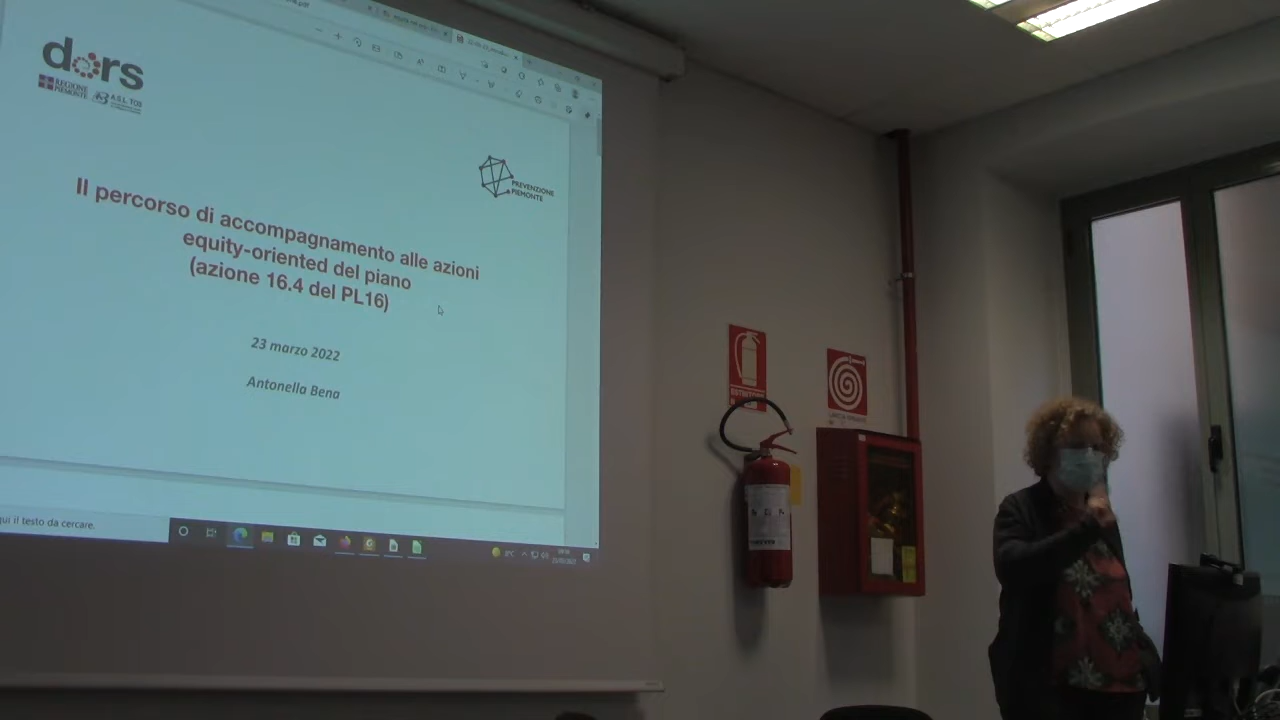 dors
REGIONE
PIEMONTE
A.S.L. TO3
PREVENZIONE
PIEMONTE
Il percorso di accompagnamento alle azioni
equity-oriented del piano
(azione 16.4 del PL16)
23 marzo 2022
Antonella Bena
qui il testo da cercare.
ESTINTORE